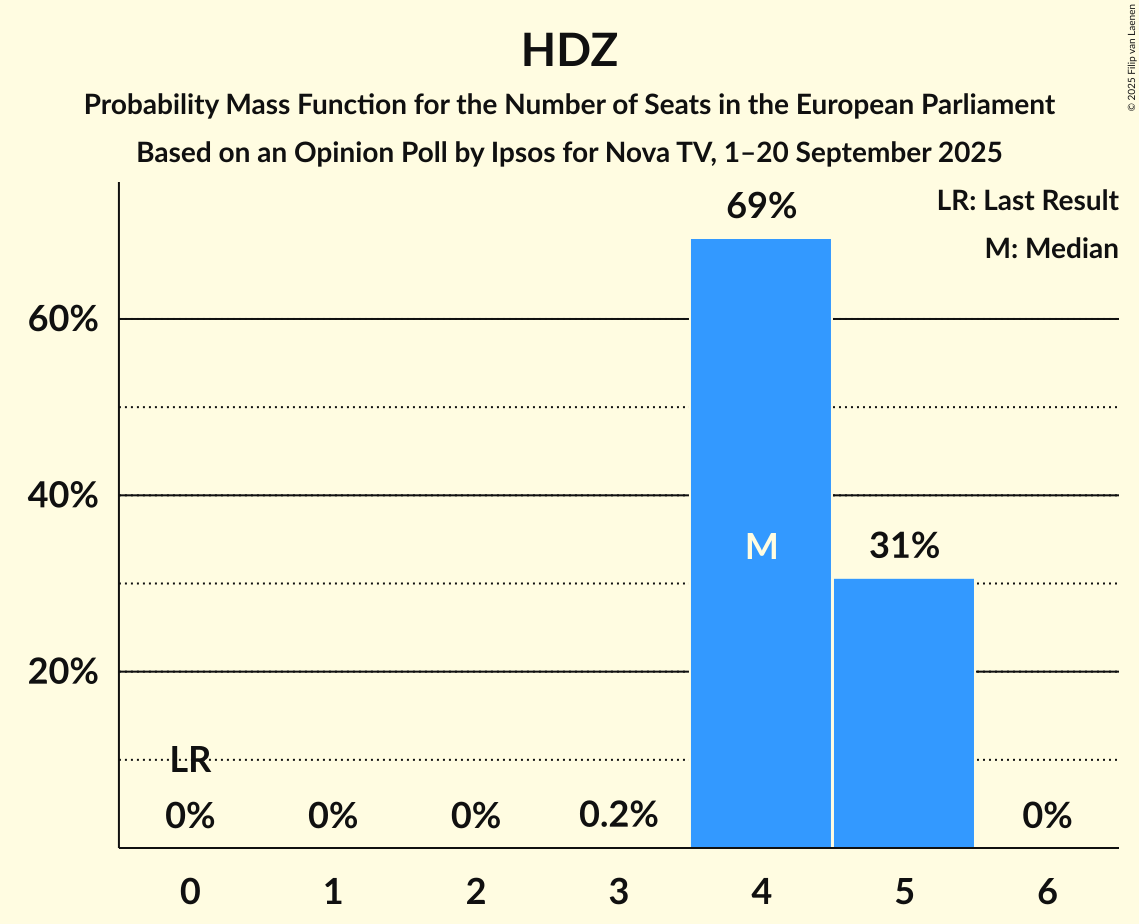 HDZ
Probability Mass Function for the Number of Seats in the European Parliament
Based on an Opinion Poll by Ipsos for Nova TV, 1–20 September 2025
© 2025 Filip van Laenen
LR: Last Result
M: Median
69%
60%
40%
M
31%
20%
LR
0%
0%
0%
0.2%
0%
0
1
2
3
4
5
6